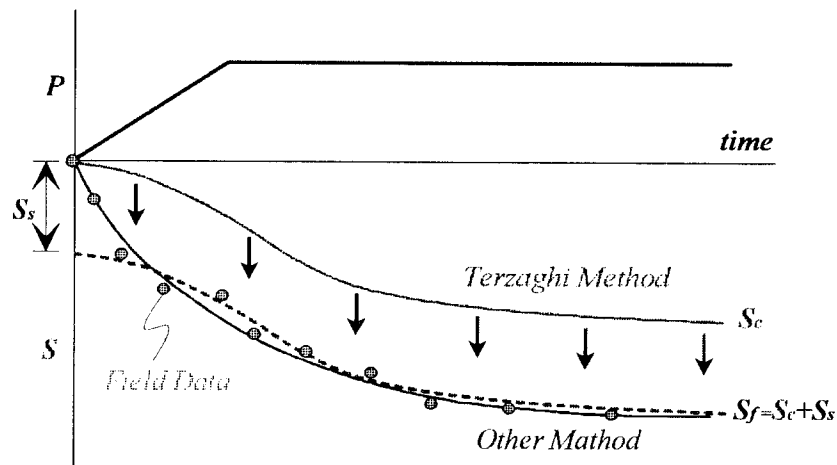 P
time
Ss
Terzaghi Method
Sc
S
Field Data
Sf=Sc+Ss
Other Mathod